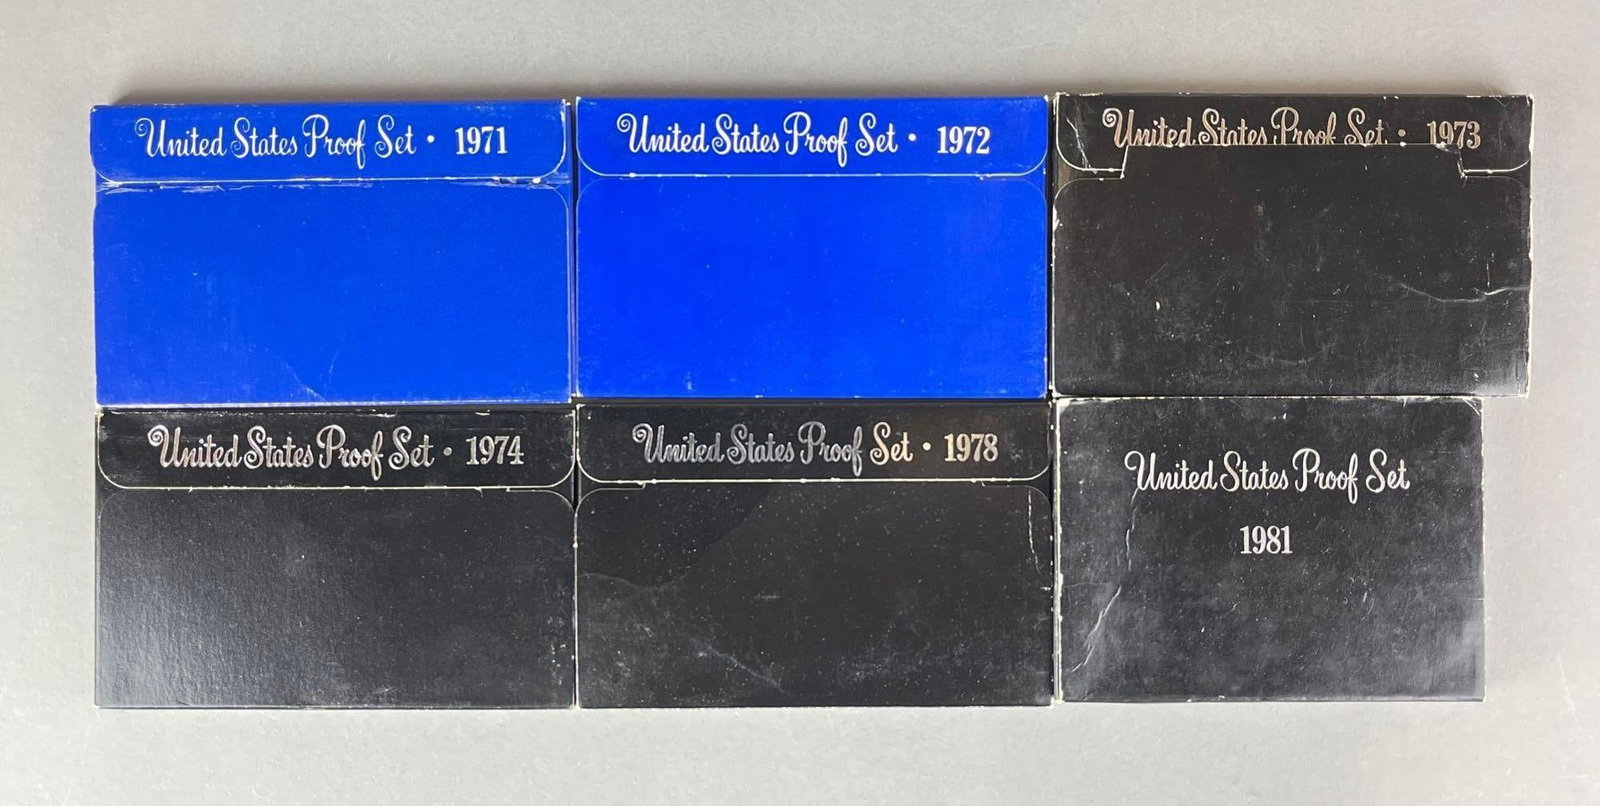 United States Proof Set • 1971
United States Proof Set • 1972
United States Proof Set • 1973
United States Proof Set • 1974
United States Proof Set • 1978
United States Proof Set
1981